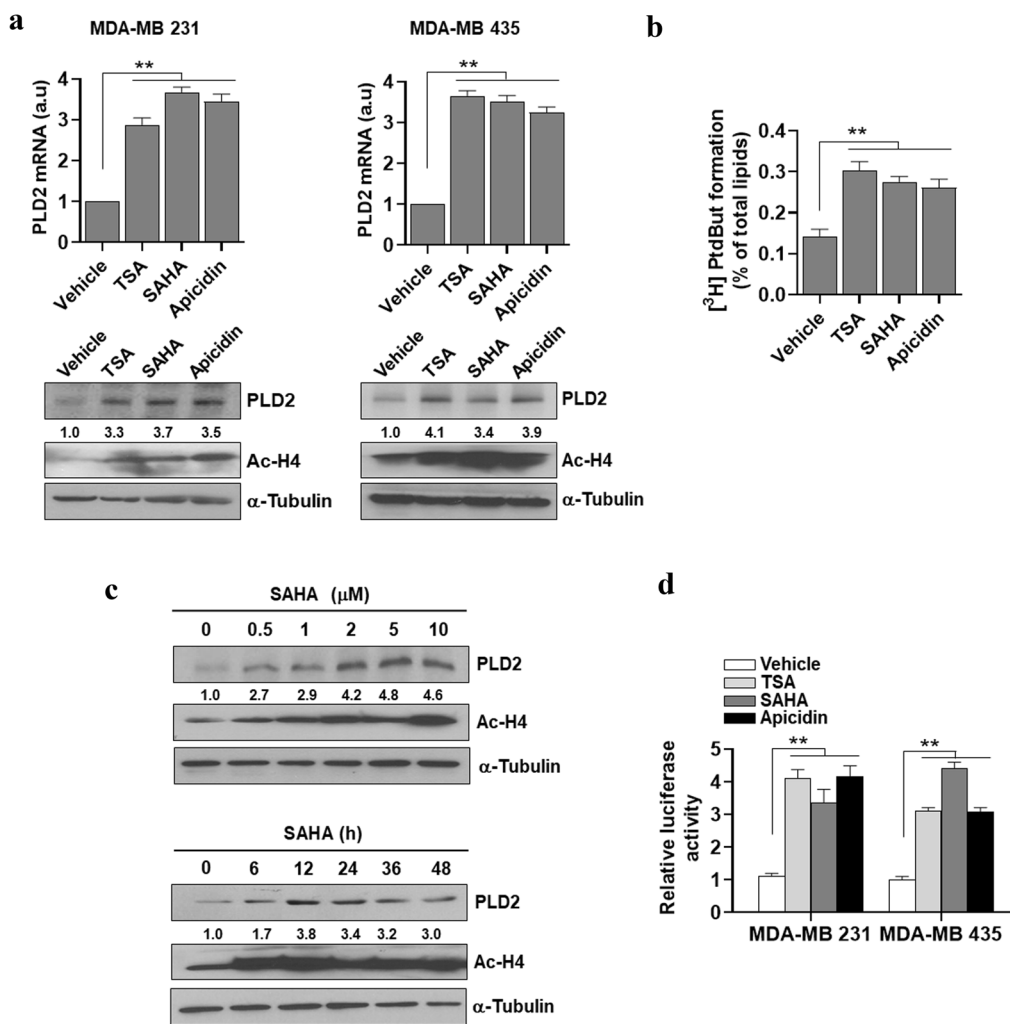 a
MDA-MB 231
PLD2 mRNA (a.u)
4
3
2
1
0
**
Vehicle
TSA
SAHA
Apicidin
MDA-MB 435
PLD2 mRNA (a.u)
4
3
2
1
0
**
Vehicle
TSA
SAHA
Apicidin
Vehicle
TSA
SAHA
Apicidin
PLD2
1.0 3.3 3.7 3.5
Ac-H4
α-Tubulin
Vehicle
TSA
SAHA
Apicidin
PLD2
1.0 4.1 3.4 3.9
Ac-H4
α-Tubulin
b
[³H] PtdBut formation
(% of total lipids)
0.4
0.3
0.2
0.1
0.0
**
Vehicle
TSA
SAHA
Apicidin
c
SAHA (μM)
0 0.5 1 2 5 10
PLD2
1.0 2.7 2.9 4.2 4.8 4.6
Ac-H4
α-Tubulin
SAHA (h)
0 6 12 24 36 48
PLD2
1.0 1.7 3.8 3.4 3.2 3.0
Ac-H4
α-Tubulin
d
Vehicle
TSA
SAHA
Apicidin
Relative luciferase
activity
5
4
3
2
1
0
**
**
MDA-MB 231
MDA-MB 435